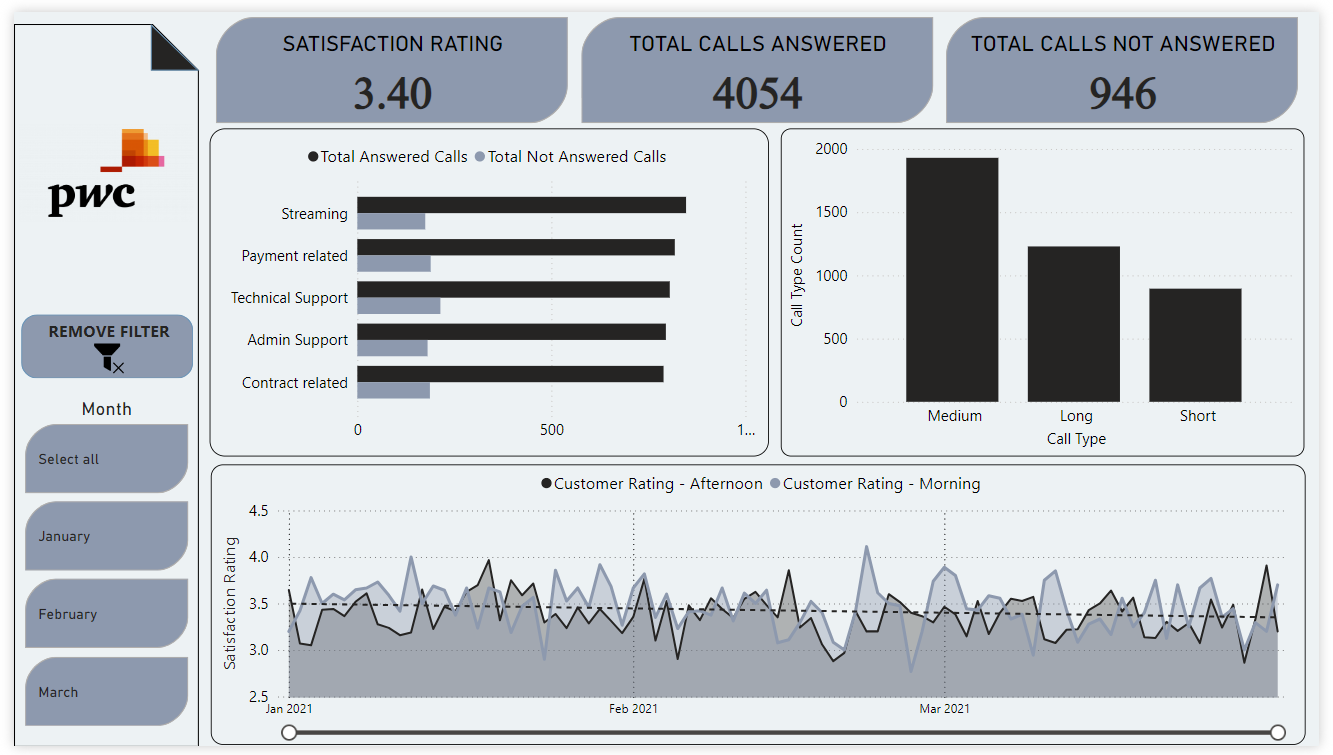 SATISFACTION RATING
3.40
TOTAL CALLS ANSWERED
4054
TOTAL CALLS NOT ANSWERED
946
pwc
REMOVE FILTER
Month
Select all
January
February
March
Total Answered Calls Total Not Answered Calls
Streaming
Payment related
Technical Support
Admin Support
Contract related
0 500 1...
Call Type Count
2000
1500
1000
500
0
Medium Long Short
Call Type
Customer Rating - Afternoon Customer Rating - Morning
Satisfaction Rating
4.5
4.0
3.5
3.0
2.5
Jan 2021 Feb 2021 Mar 2021